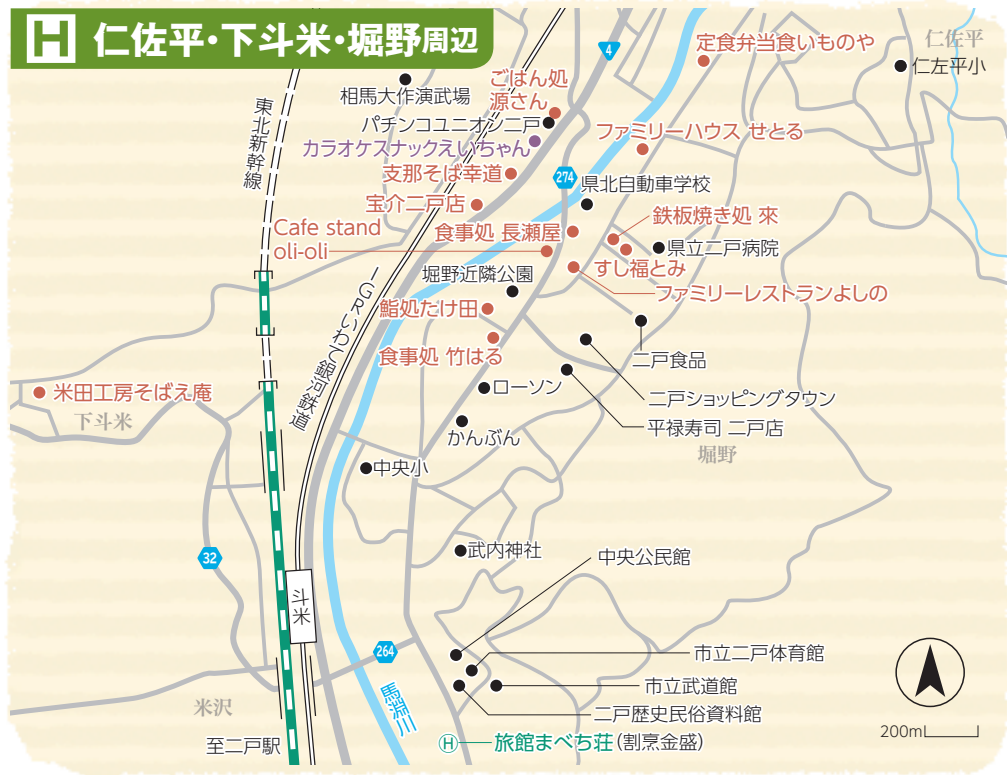 H 仁佐平・下斗米・堀野周辺
4
定食弁当食いものや
仁佐平
仁左平小
相馬大作演武場
ごはん処
源さん
パチンコユニオン二戸
カラオケスナックえいちゃん
ファミリーハウス せとる
東北新幹線
支那そば幸道
274
県北自動車学校
宝介二戸店
鉄板焼き処 來
Cafe stand
oli-oli
食事処 長瀬屋
県立二戸病院
すし福とみ
堀野近隣公園
ファミリーレストランよしの
IGRいわて銀河鉄道
鮨処たけ田
食事処 竹はる
二戸食品
米田工房そばえ庵
下斗米
ローソン
二戸ショッピングタウン
平禄寿司 二戸店
かんぶん
堀野
中央小
武内神社
中央公民館
32
斗米
264
市立二戸体育館
市立武道館
馬淵川
米沢
二戸歴史民俗資料館
至二戸駅
H 旅館まべち荘(割烹金盛)
200m